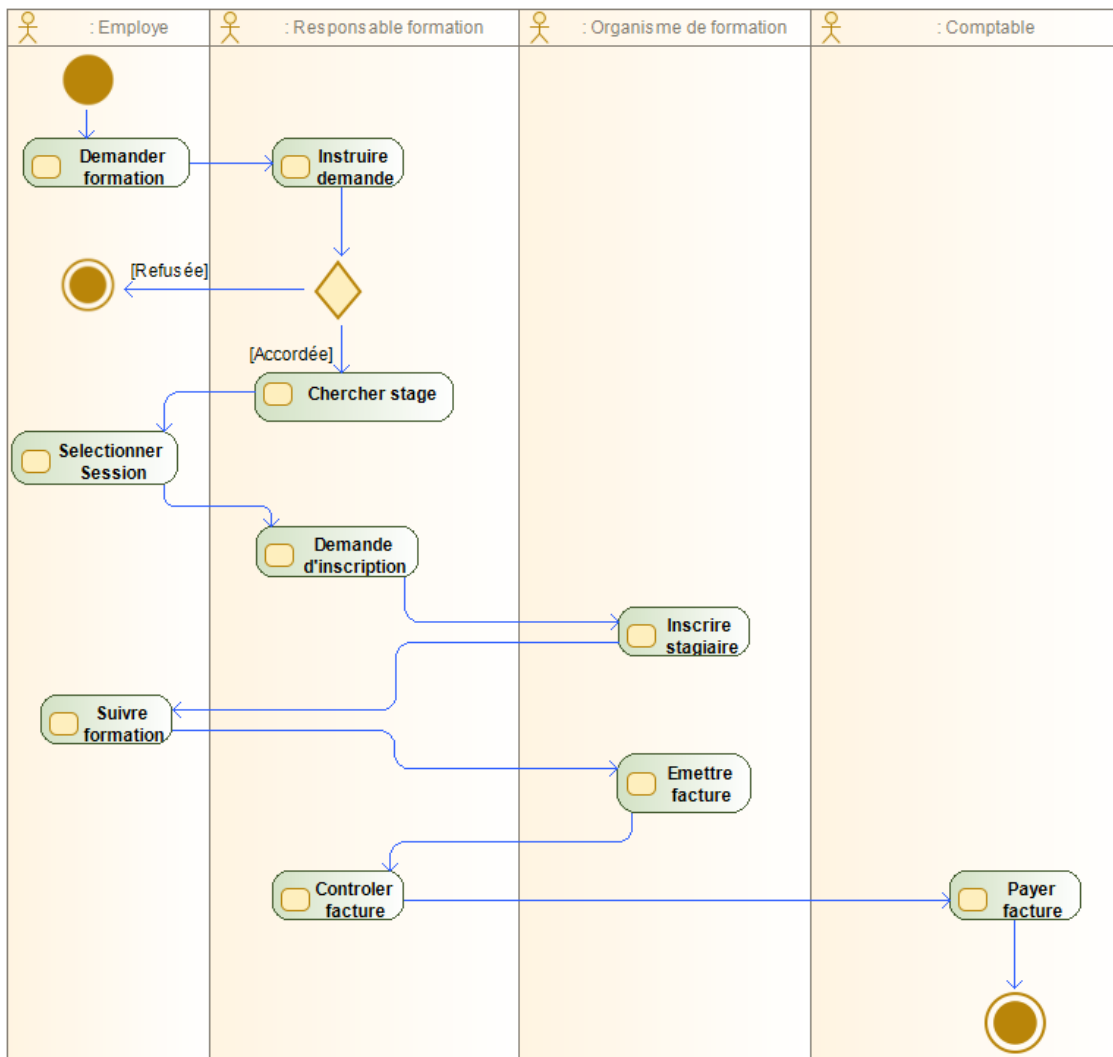 : Employe
: Responsable formation
: Organisme de formation
: Comptable
Demander
formation
Instruire
demande
[Refusée]
[Accordée]
Chercher stage
Selectionner
Session
Demande
d'inscription
Inscrire
stagiaire
Suivre
formation
Emettre
facture
Controler
facture
Payer
facture